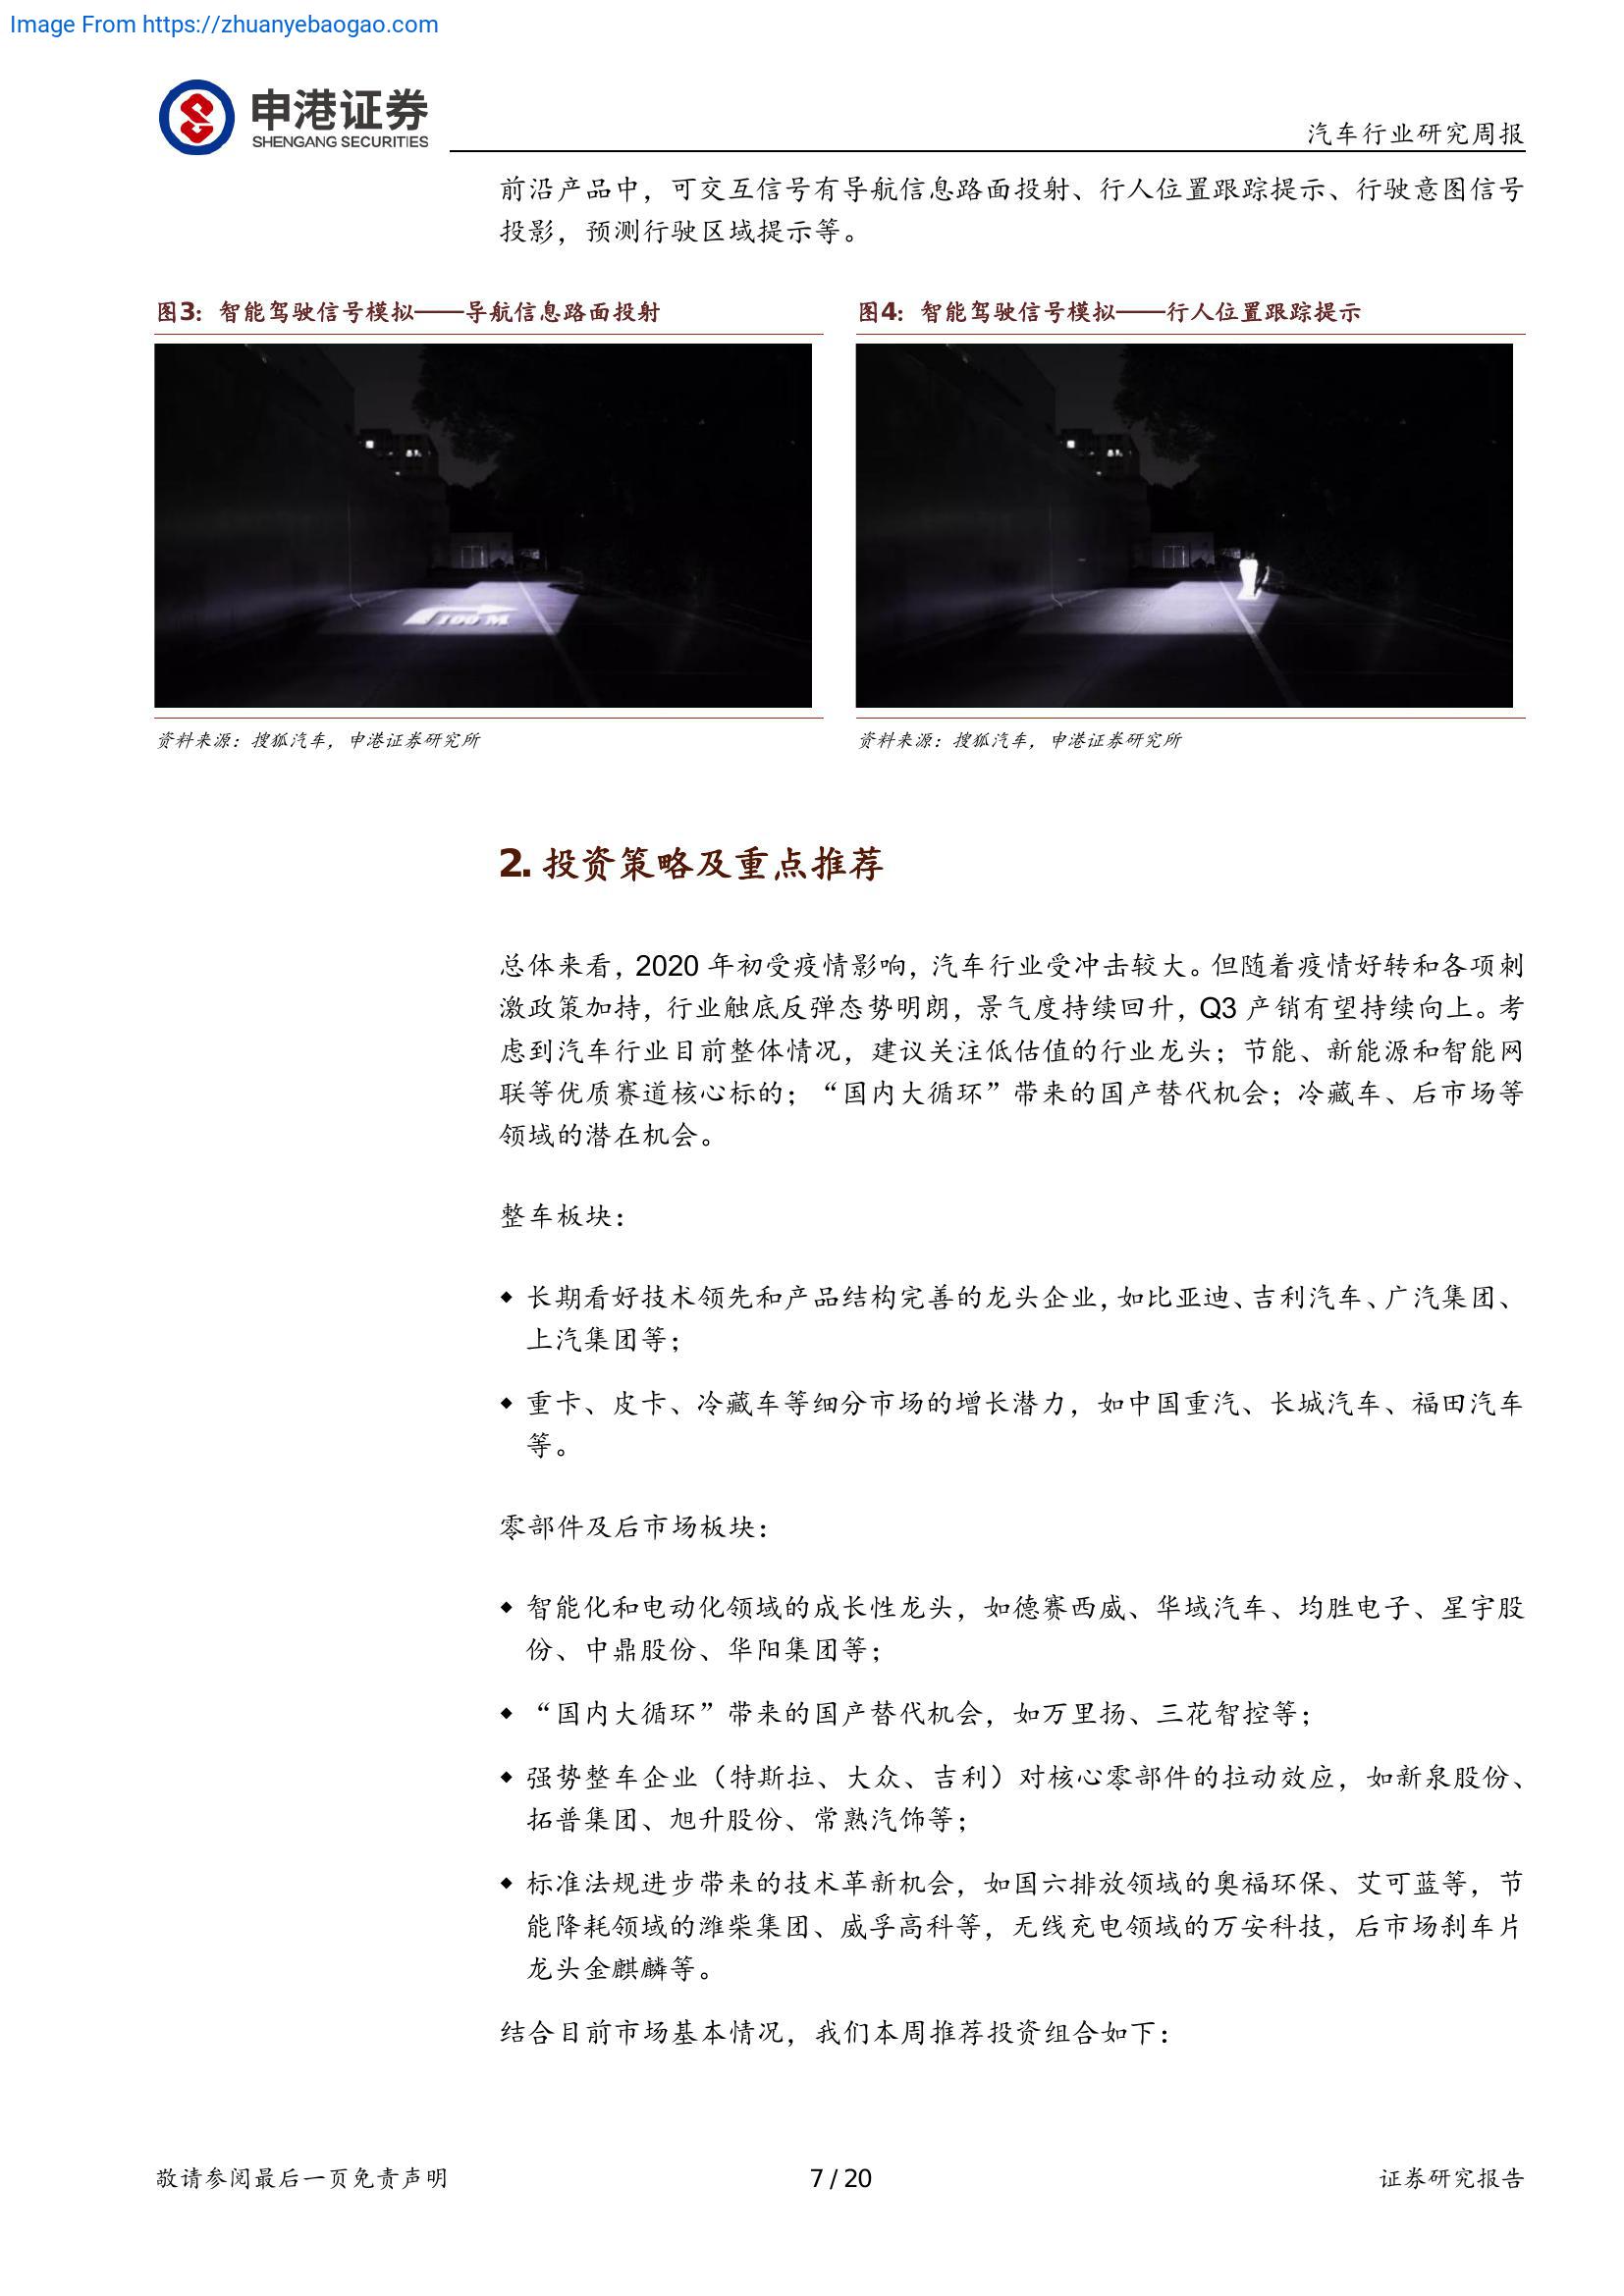 Image From https://zhuanyebaogao.com
申港证券
SHENGANG SECURITIES
汽车行业研究周报
前沿产品中，可交互信号有导航信息路面投射、行人位置跟踪提示、行驶意图信号
投影，预测行驶区域提示等。
图3：智能驾驶信号模拟——导航信息路面投射
图4：智能驾驶信号模拟——行人位置跟踪提示
100 M
资料来源：搜狐汽车，申港证券研究所
资料来源：搜狐汽车，申港证券研究所
2. 投资策略及重点推荐
总体来看，2020 年初受疫情影响，汽车行业受冲击较大。但随着疫情好转和各项刺
激政策加持，行业触底反弹态势明朗，景气度持续回升，Q3 产销有望持续向上。考
虑到汽车行业目前整体情况，建议关注低估值的行业龙头；节能、新能源和智能网
联等优质赛道核心标的；“国内大循环”带来的国产替代机会；冷藏车、后市场等
领域的潜在机会。
整车板块：
◆ 长期看好技术领先和产品结构完善的龙头企业，如比亚迪、吉利汽车、广汽集团、
上汽集团等；
◆ 重卡、皮卡、冷藏车等细分市场的增长潜力，如中国重汽、长城汽车、福田汽车
等。
零部件及后市场板块：
◆ 智能化和电动化领域的成长性龙头，如德赛西威、华域汽车、均胜电子、星宇股
份、中鼎股份、华阳集团等；
◆ “国内大循环”带来的国产替代机会，如万里扬、三花智控等；
◆ 强势整车企业（特斯拉、大众、吉利）对核心零部件的拉动效应，如新泉股份、
拓普集团、旭升股份、常熟汽饰等；
◆ 标准法规进步带来的技术革新机会，如国六排放领域的奥福环保、艾可蓝等，节
能降耗领域的潍柴集团、威孚高科等，无线充电领域的万安科技，后市场刹车片
龙头金麒麟等。
结合目前市场基本情况，我们本周推荐投资组合如下：
敬请参阅最后一页免责声明
7 / 20
证券研究报告